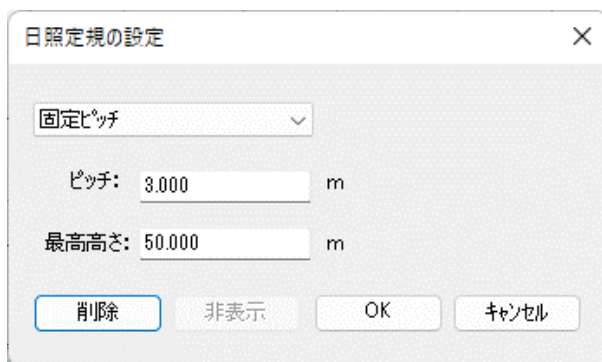 日照定規の設定
固定ﾋﾟｯﾁ
ピッチ: 3.000 m
最高高さ: 50.000 m
削除 非表示 OK ｷｬﾝｾﾙ